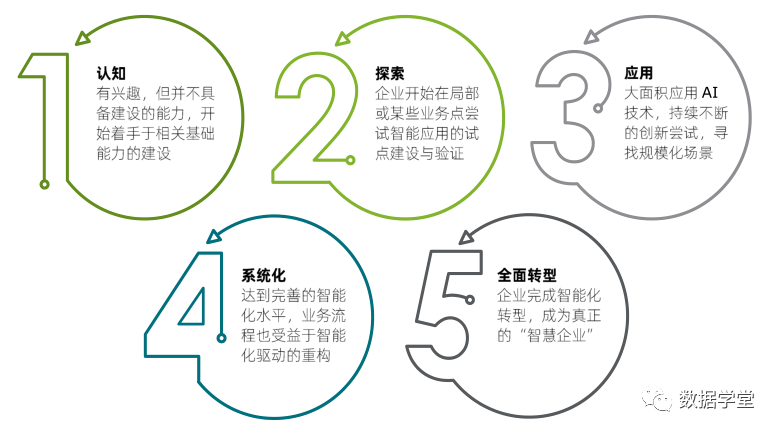 1
认知
有兴趣，但并不具
备建设的能力，开
始着手于相关基础
能力的建设
2
探索
企业开始在局部
或某些业务点尝
试智能应用的试
点建设与验证
3
应用
大面积应用 AI
技术，持续不断
的创新尝试，寻
找规模化场景
4
系统化
达到完善的智能
化水平，业务流
程也受益于智能
化驱动的重构
5
全面转型
企业完成智能化
转型，成为真正
的“智慧企业”
数据学堂